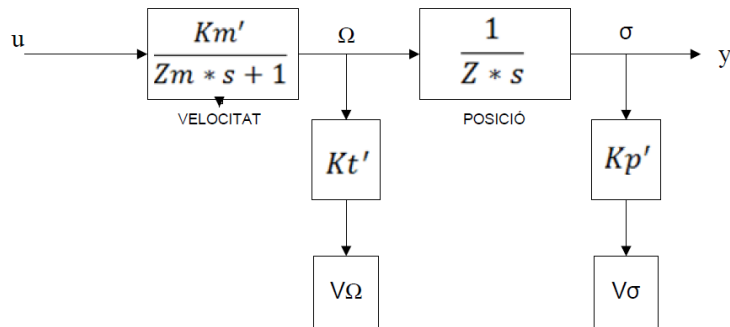 u
Km'
Zm * s + 1
Ω
1
Z * s
σ
y
VELOCITAT
POSICIÓ
Kt'
Kp'
VΩ
Vσ